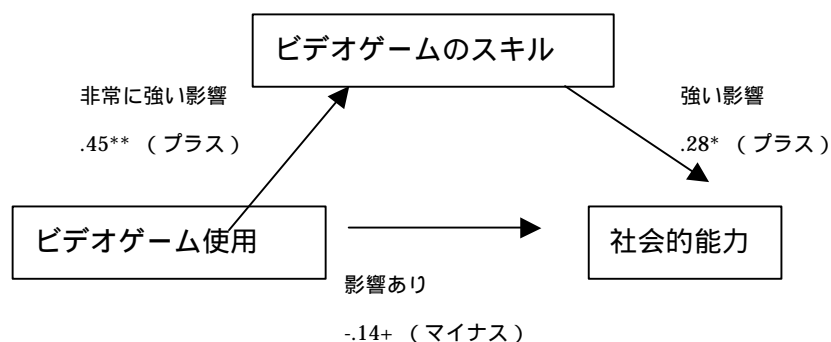 ビデオゲームのスキル
非常に強い影響
.45** （プラス）
強い影響
.28* （プラス）
ビデオゲーム使用
社会的能力
影響あり
-.14+ （マイナス）